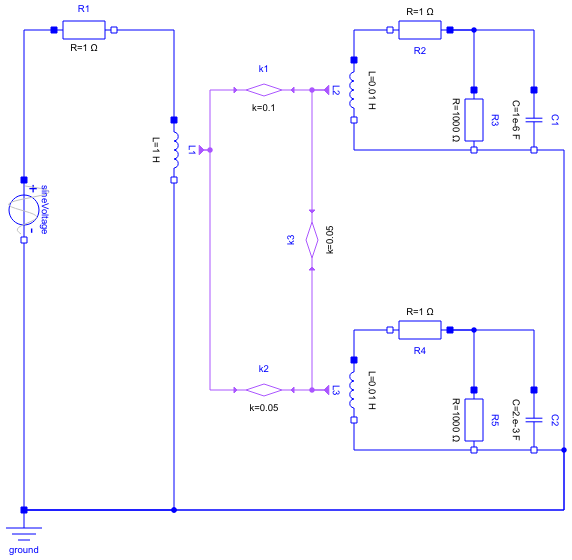 R1
R=1 Ω
R=1 Ω
R2
k1
k=0.1
L2
L=0.01 H
R=1000 Ω
R3
C=1e-6 F
C1
L=1 H
L1
+
sineVoltage
-
k3
k=0.05
R=1 Ω
R4
k2
k=0.05
L3
L=0.01 H
R=1000 Ω
R5
C=2.e-3 F
C2
ground